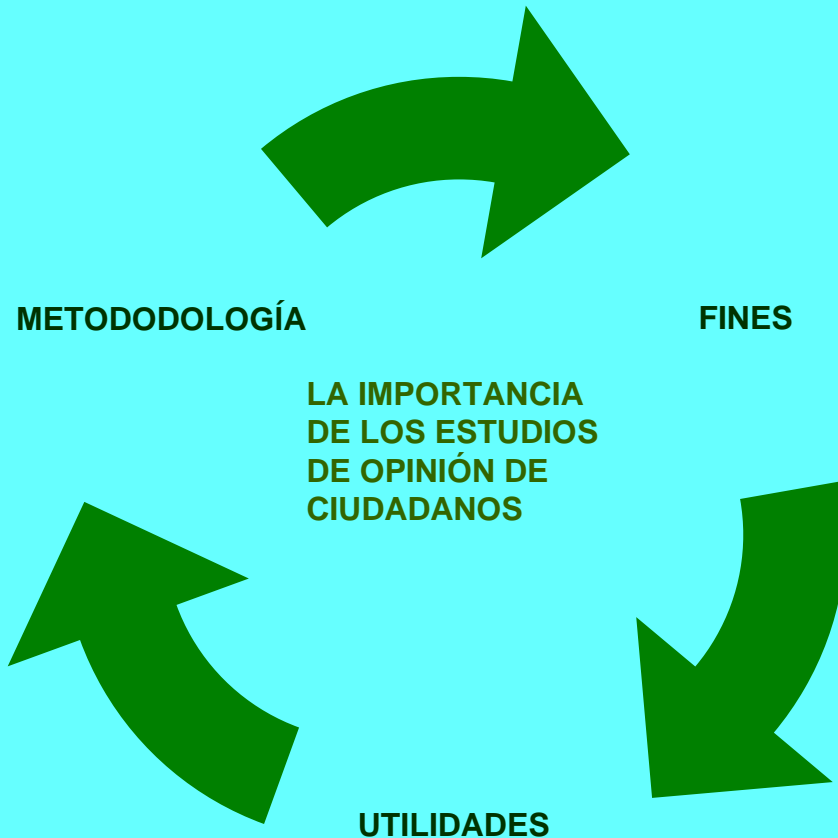 METODODOLOGÍA
FINES
LA IMPORTANCIA
DE LOS ESTUDIOS
DE OPINIÓN DE
CIUDADANOS
UTILIDADES